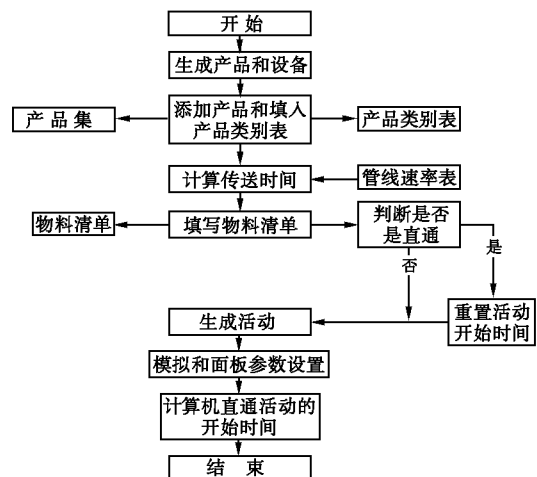 开 始
生成产品和设备
产 品 集
添加产品和填入
产品类别表
产品类别表
计算传送时间
管线速率表
物料清单
填写物料清单
判断是否
是直通
是
否
重置活动
开始时间
生成活动
模拟和面板参数设置
计算机直通活动的
开始时间
结 束